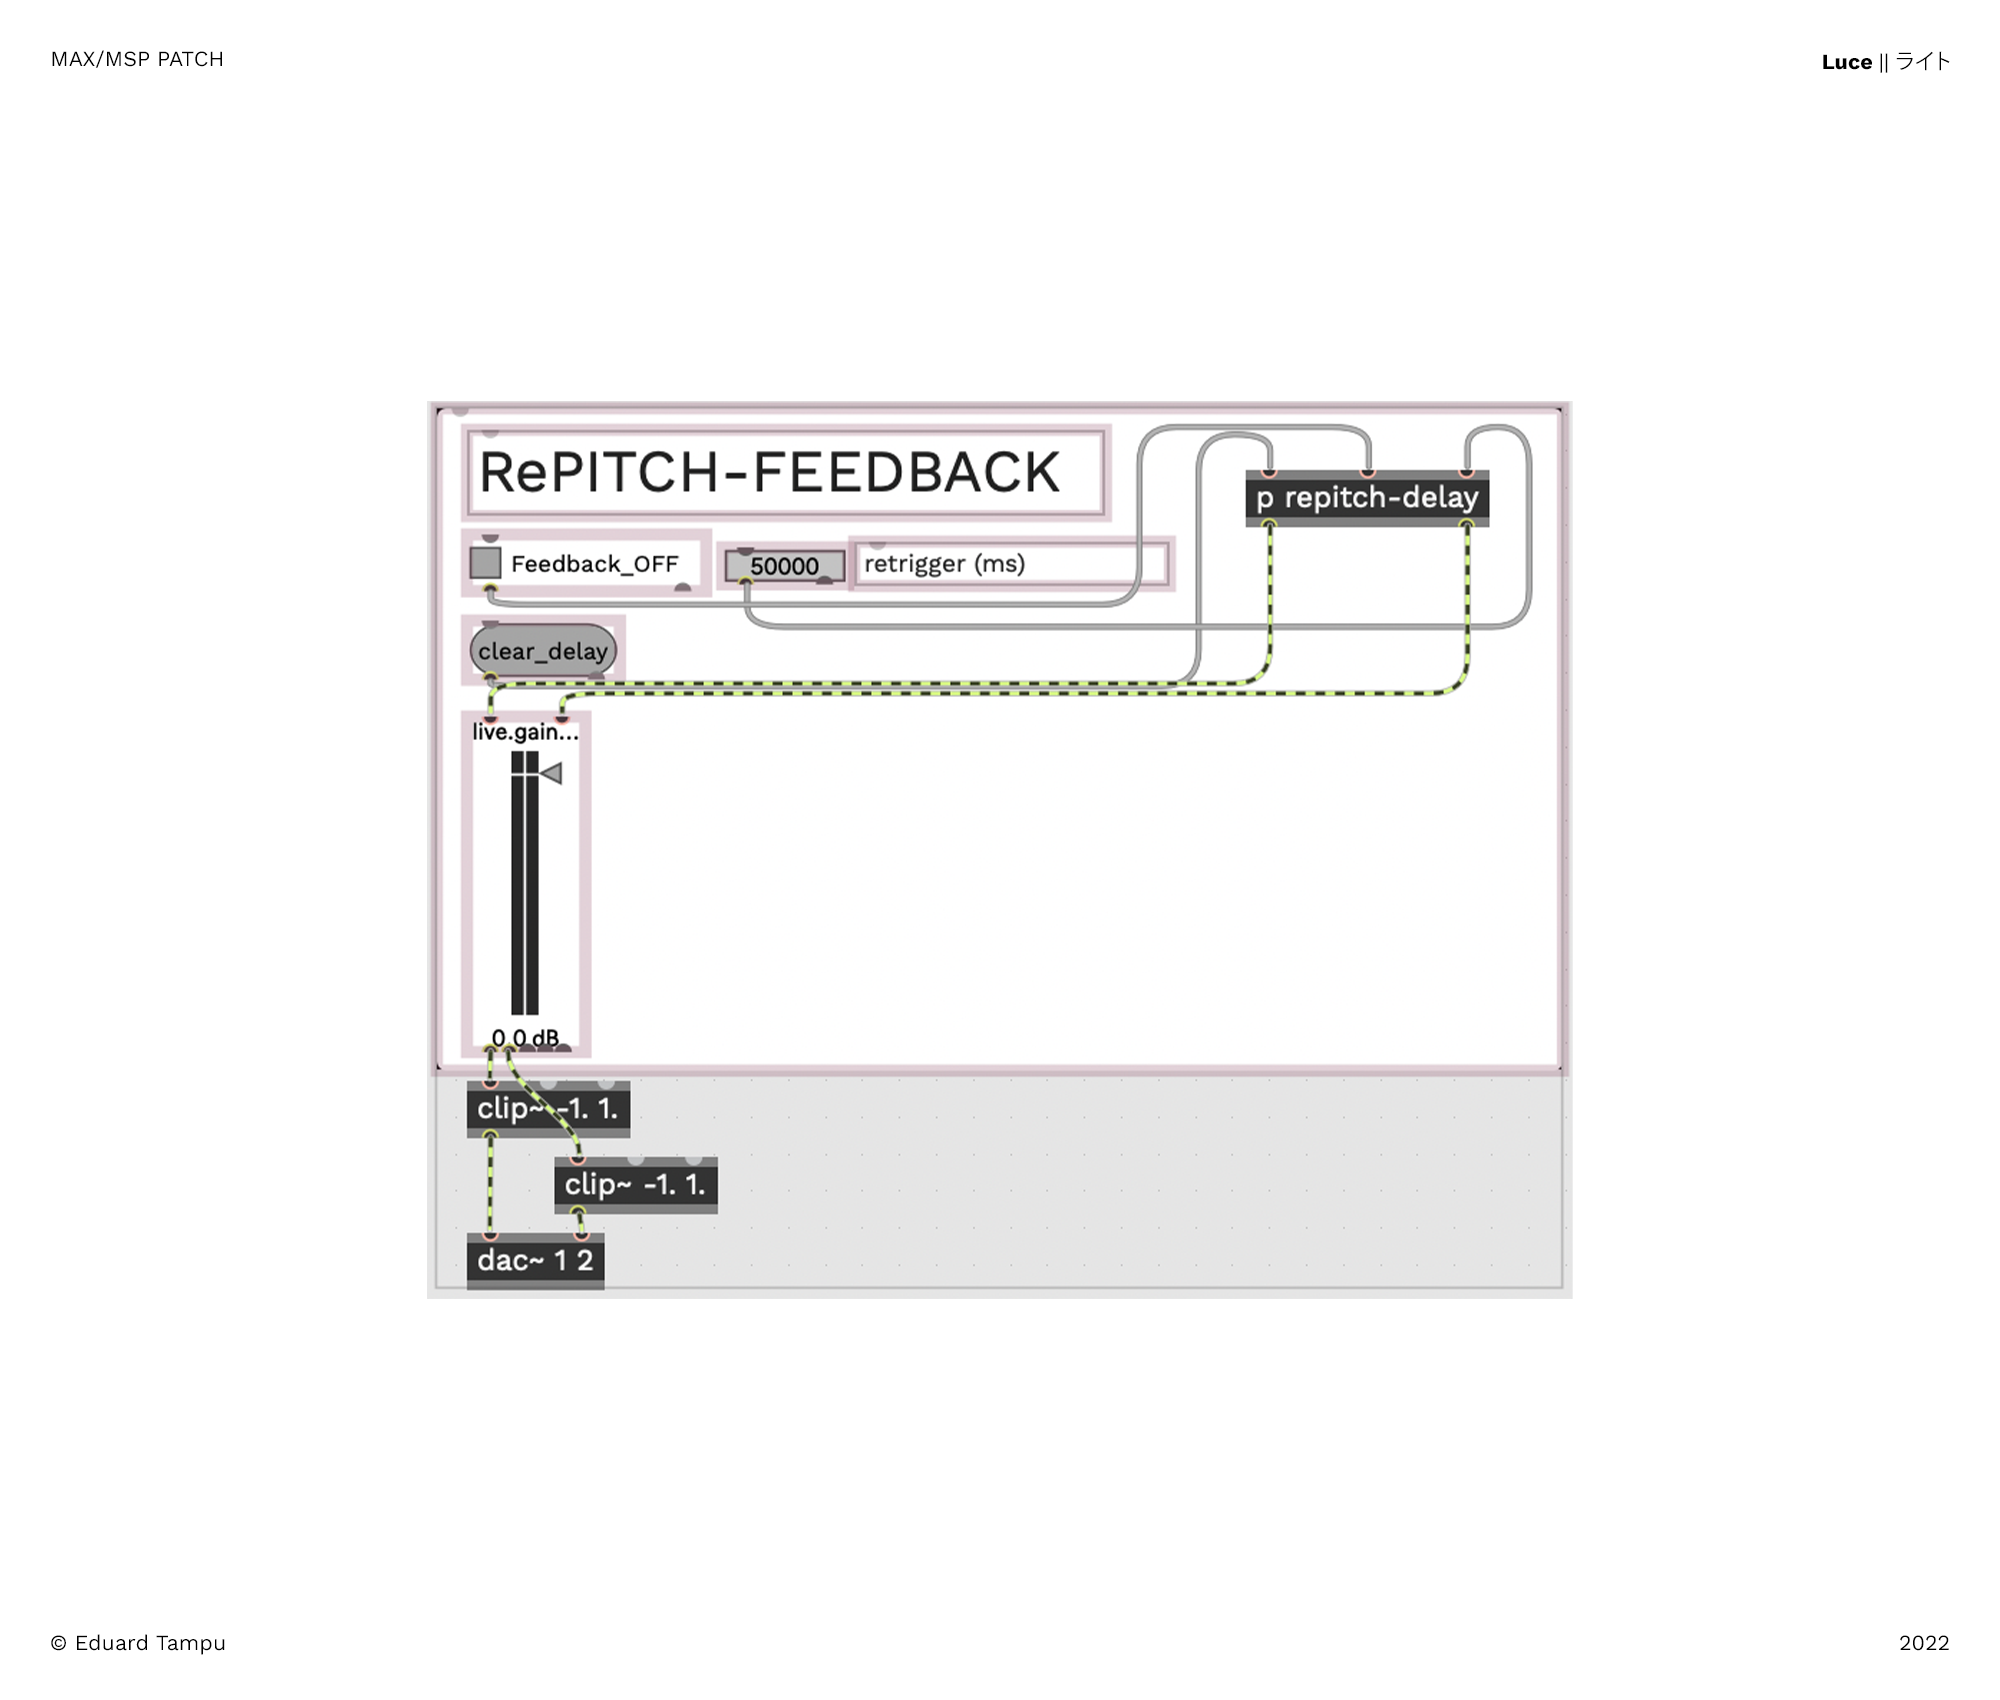 MAX/MSP PATCH
Luce || ライト
RePITCH-FEEDBACK
p repitch-delay
Feedback_OFF
50000
retrigger (ms)
clear_delay
live.gain...
0.0 dB
clip~ -1. 1.
clip~ -1. 1.
dac~ 1 2
© Eduard Tampu
2022